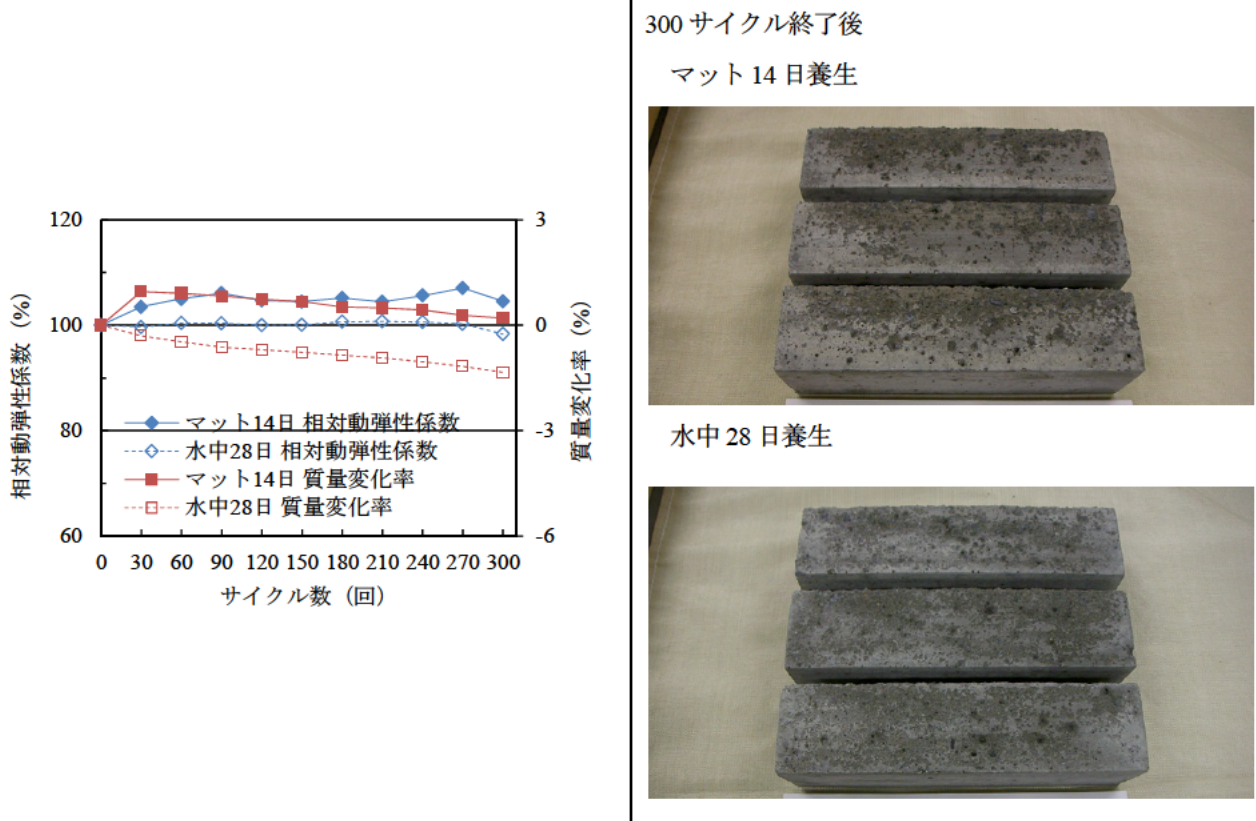 120
100
80
60
相対動弾性係数（%）
3
0
-3
-6
質量変化率（%）
マット14日 相対動弾性係数
水中28日 相対動弾性係数
マット14日 質量変化率
水中28日 質量変化率
0 30 60 90 120 150 180 210 240 270 300
サイクル数（回）
300 サイクル終了後
マット 14 日養生
水中 28 日養生